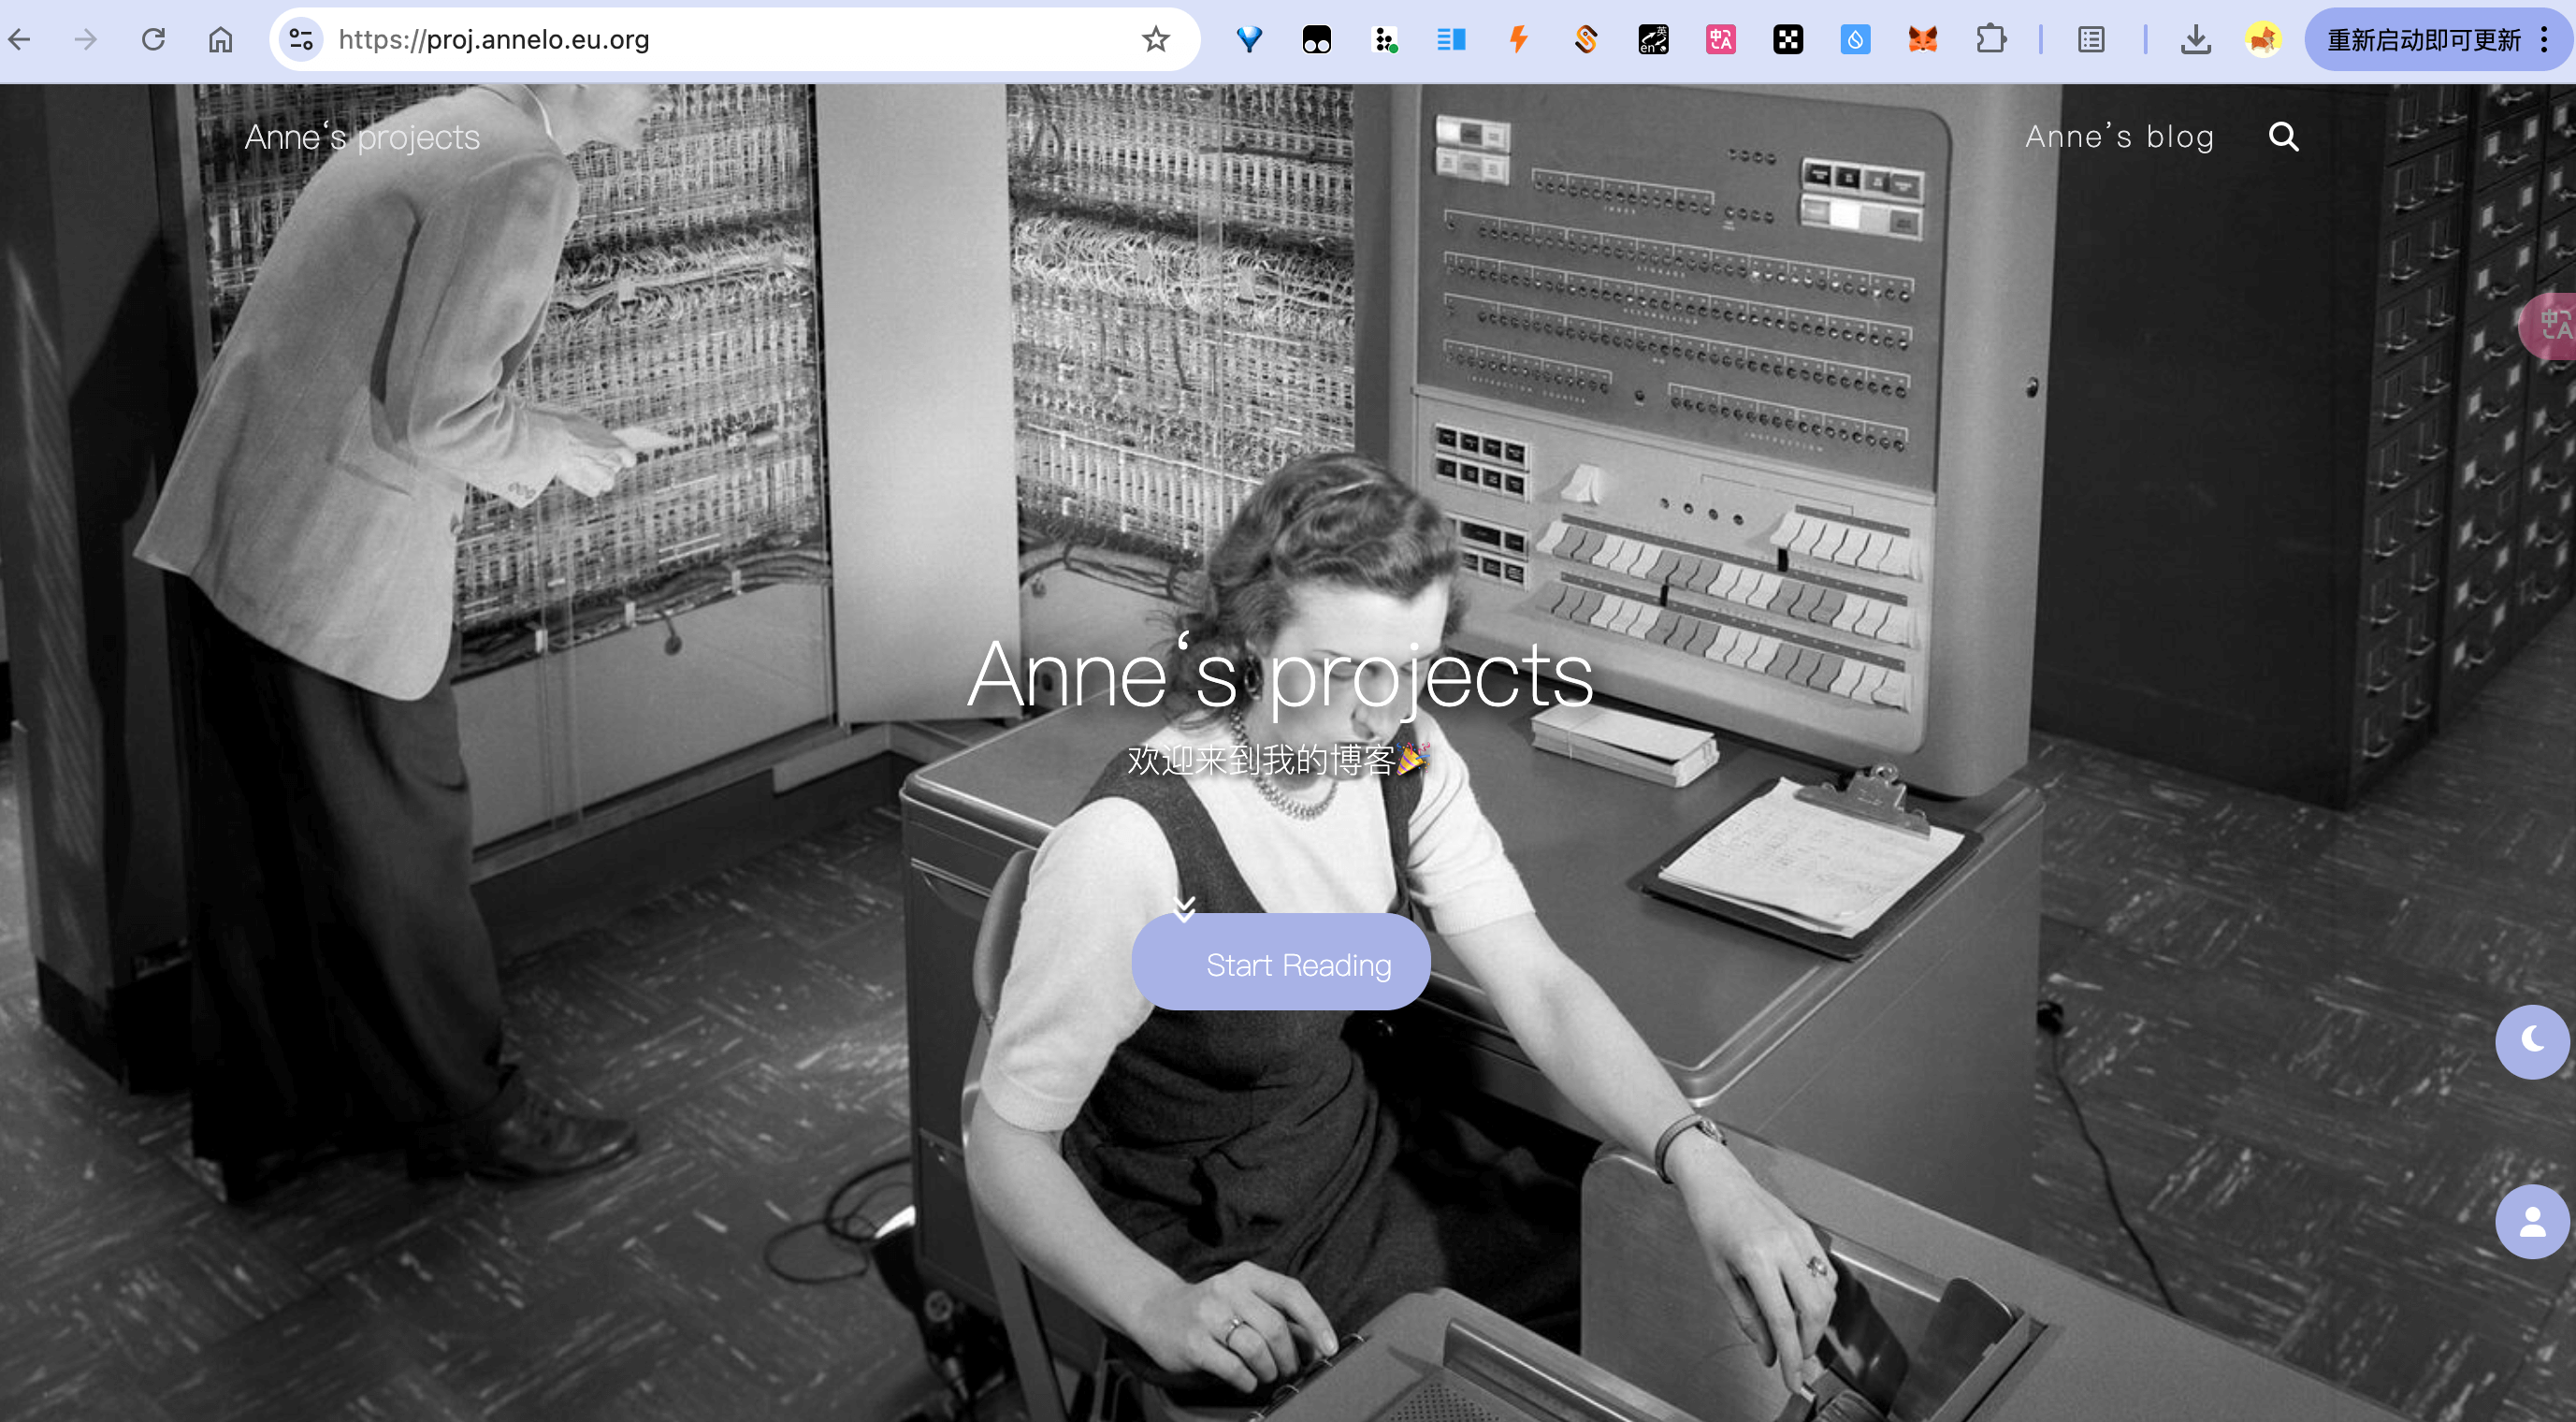 https://proj.annelo.eu.org
重新启动即可更新
Anne‘s projects
Anne’s blog
Anne‘s projects
欢迎来到我的博客🎉
Start Reading